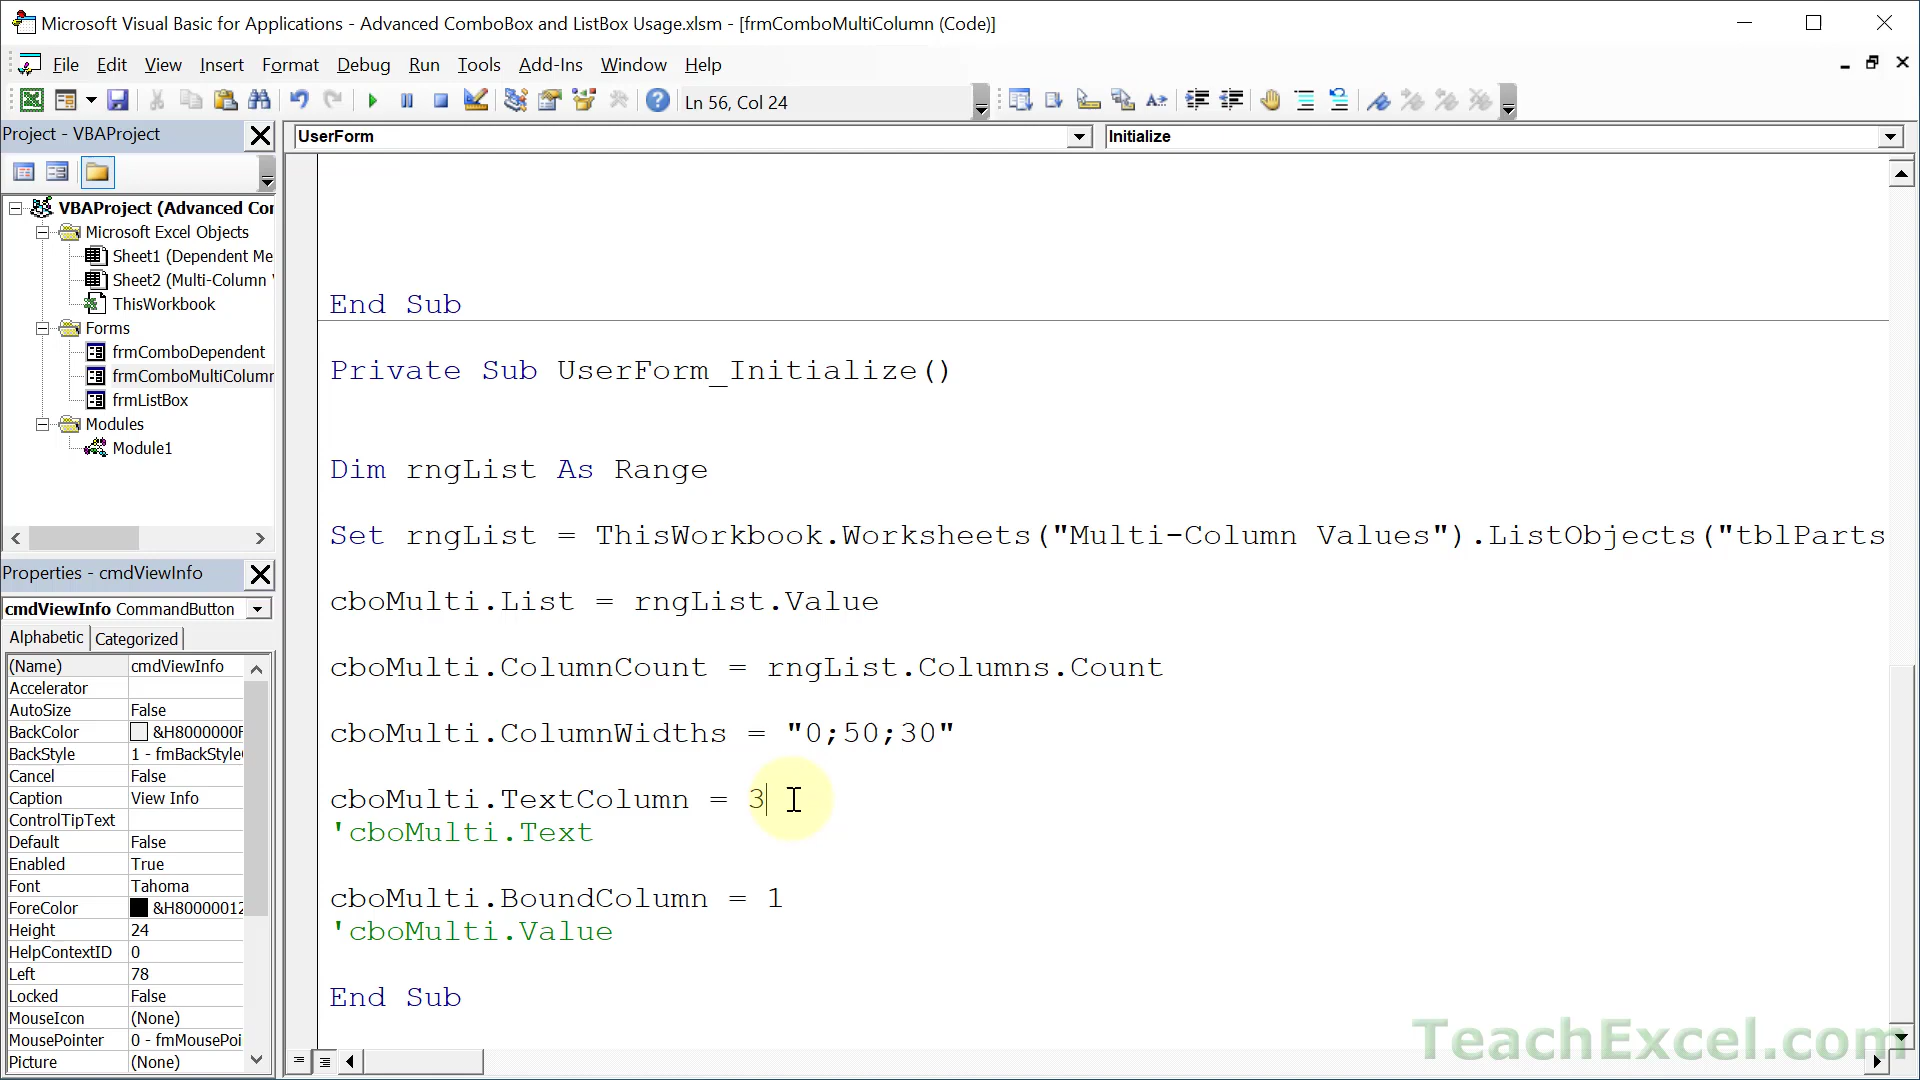 Microsoft Visual Basic for Applications - Advanced ComboBox and ListBox Usage.xlsm - [frmComboMultiColumn (Code)]
File Edit View Insert Format Debug Run Tools Add-Ins Window Help
Ln 56, Col 24
Project - VBAProject
UserForm
Initialize
VBAProject (Advanced Cor
Microsoft Excel Objects
Sheet1 (Dependent Me
Sheet2 (Multi-Column
ThisWorkbook
Forms
frmComboDependent
frmComboMultiColumn
frmListBox
Modules
Module1
Properties - cmdViewInfo
cmdViewInfo CommandButton
Alphabetic Categorized
(Name) cmdViewInfo
Accelerator
AutoSize False
BackColor &H8000000F
BackStyle 1 - fmBackStyle
Cancel False
Caption View Info
ControlTipText
Default False
Enabled True
Font Tahoma
ForeColor &H80000012
Height 24
HelpContextID 0
Left 78
Locked False
MouseIcon (None)
MousePointer 0 - fmMousePoi
Picture (None)
End Sub
Private Sub UserForm_Initialize()
Dim rngList As Range
Set rngList = ThisWorkbook.Worksheets("Multi-Column Values").ListObjects("tblParts
cboMulti.List = rngList.Value
cboMulti.ColumnCount = rngList.Columns.Count
cboMulti.ColumnWidths = "0;50;30"
cboMulti.TextColumn = 3
'cboMulti.Text
cboMulti.BoundColumn = 1
'cboMulti.Value
End Sub
TeachExcel.com